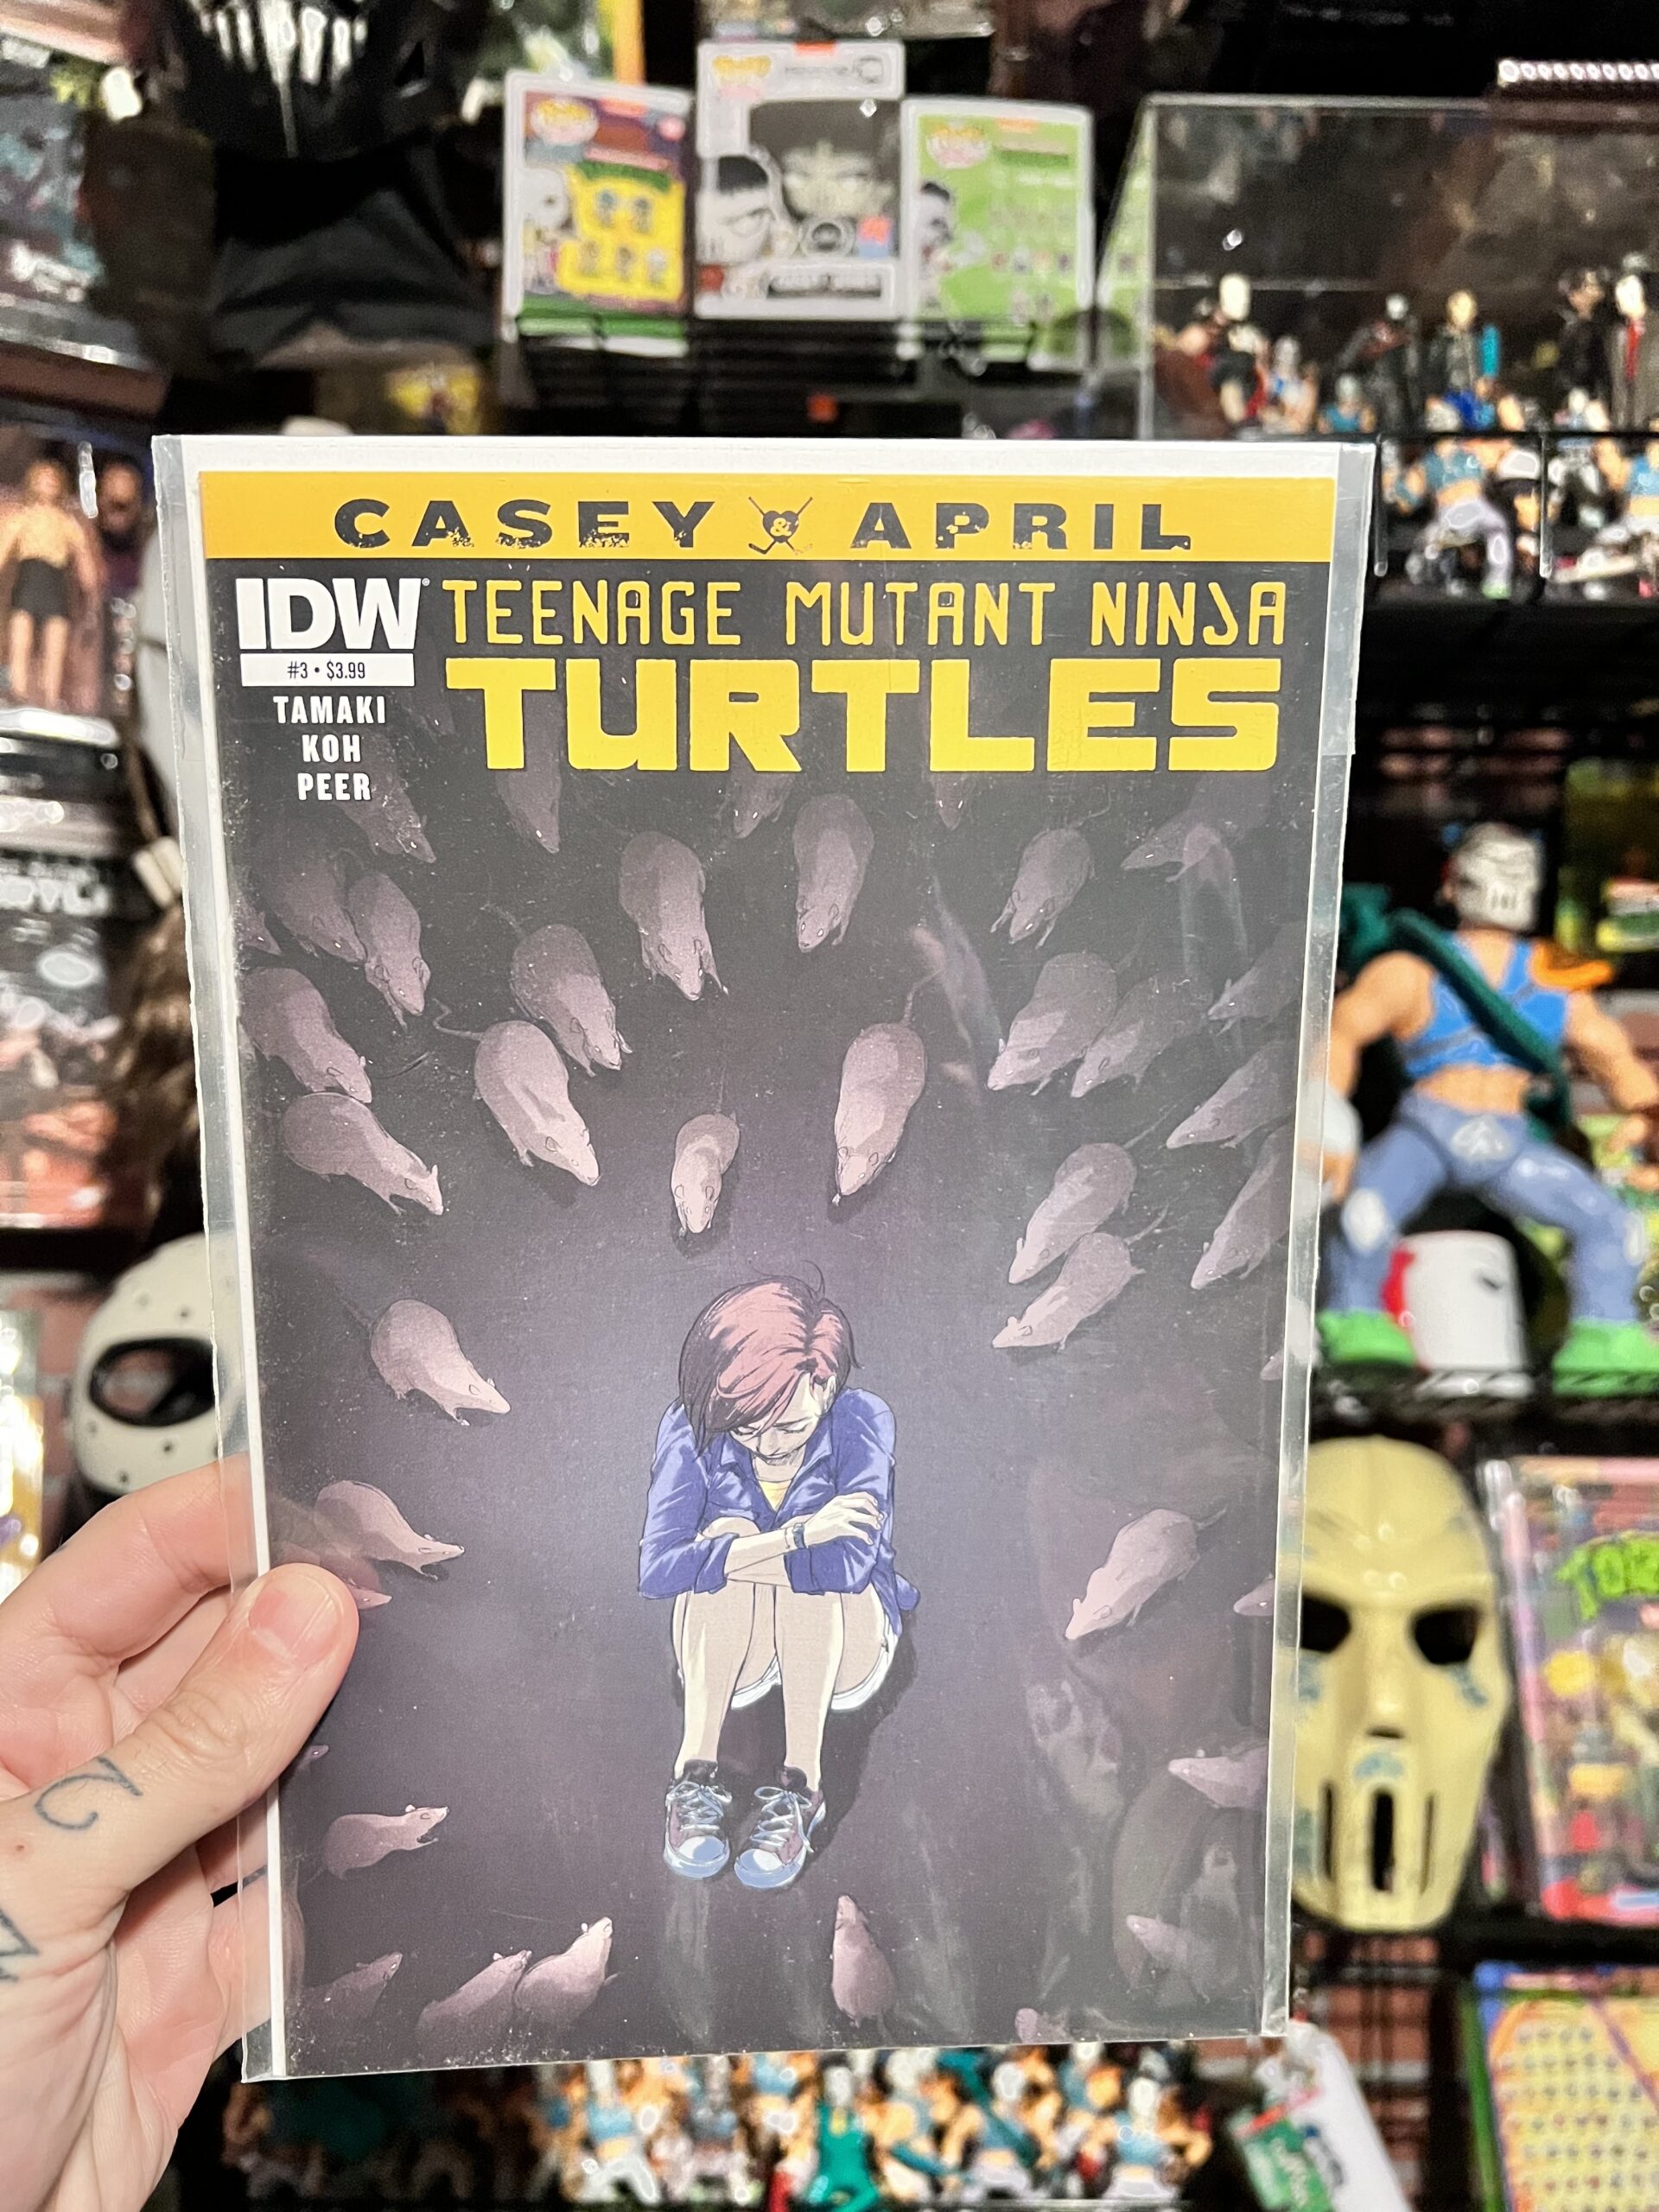 CASEY & APRIL
IDW
TEENAGE MUTANT NINJA
TURTLES
#3 • $3.99
TAMAKI
KOH
PEER